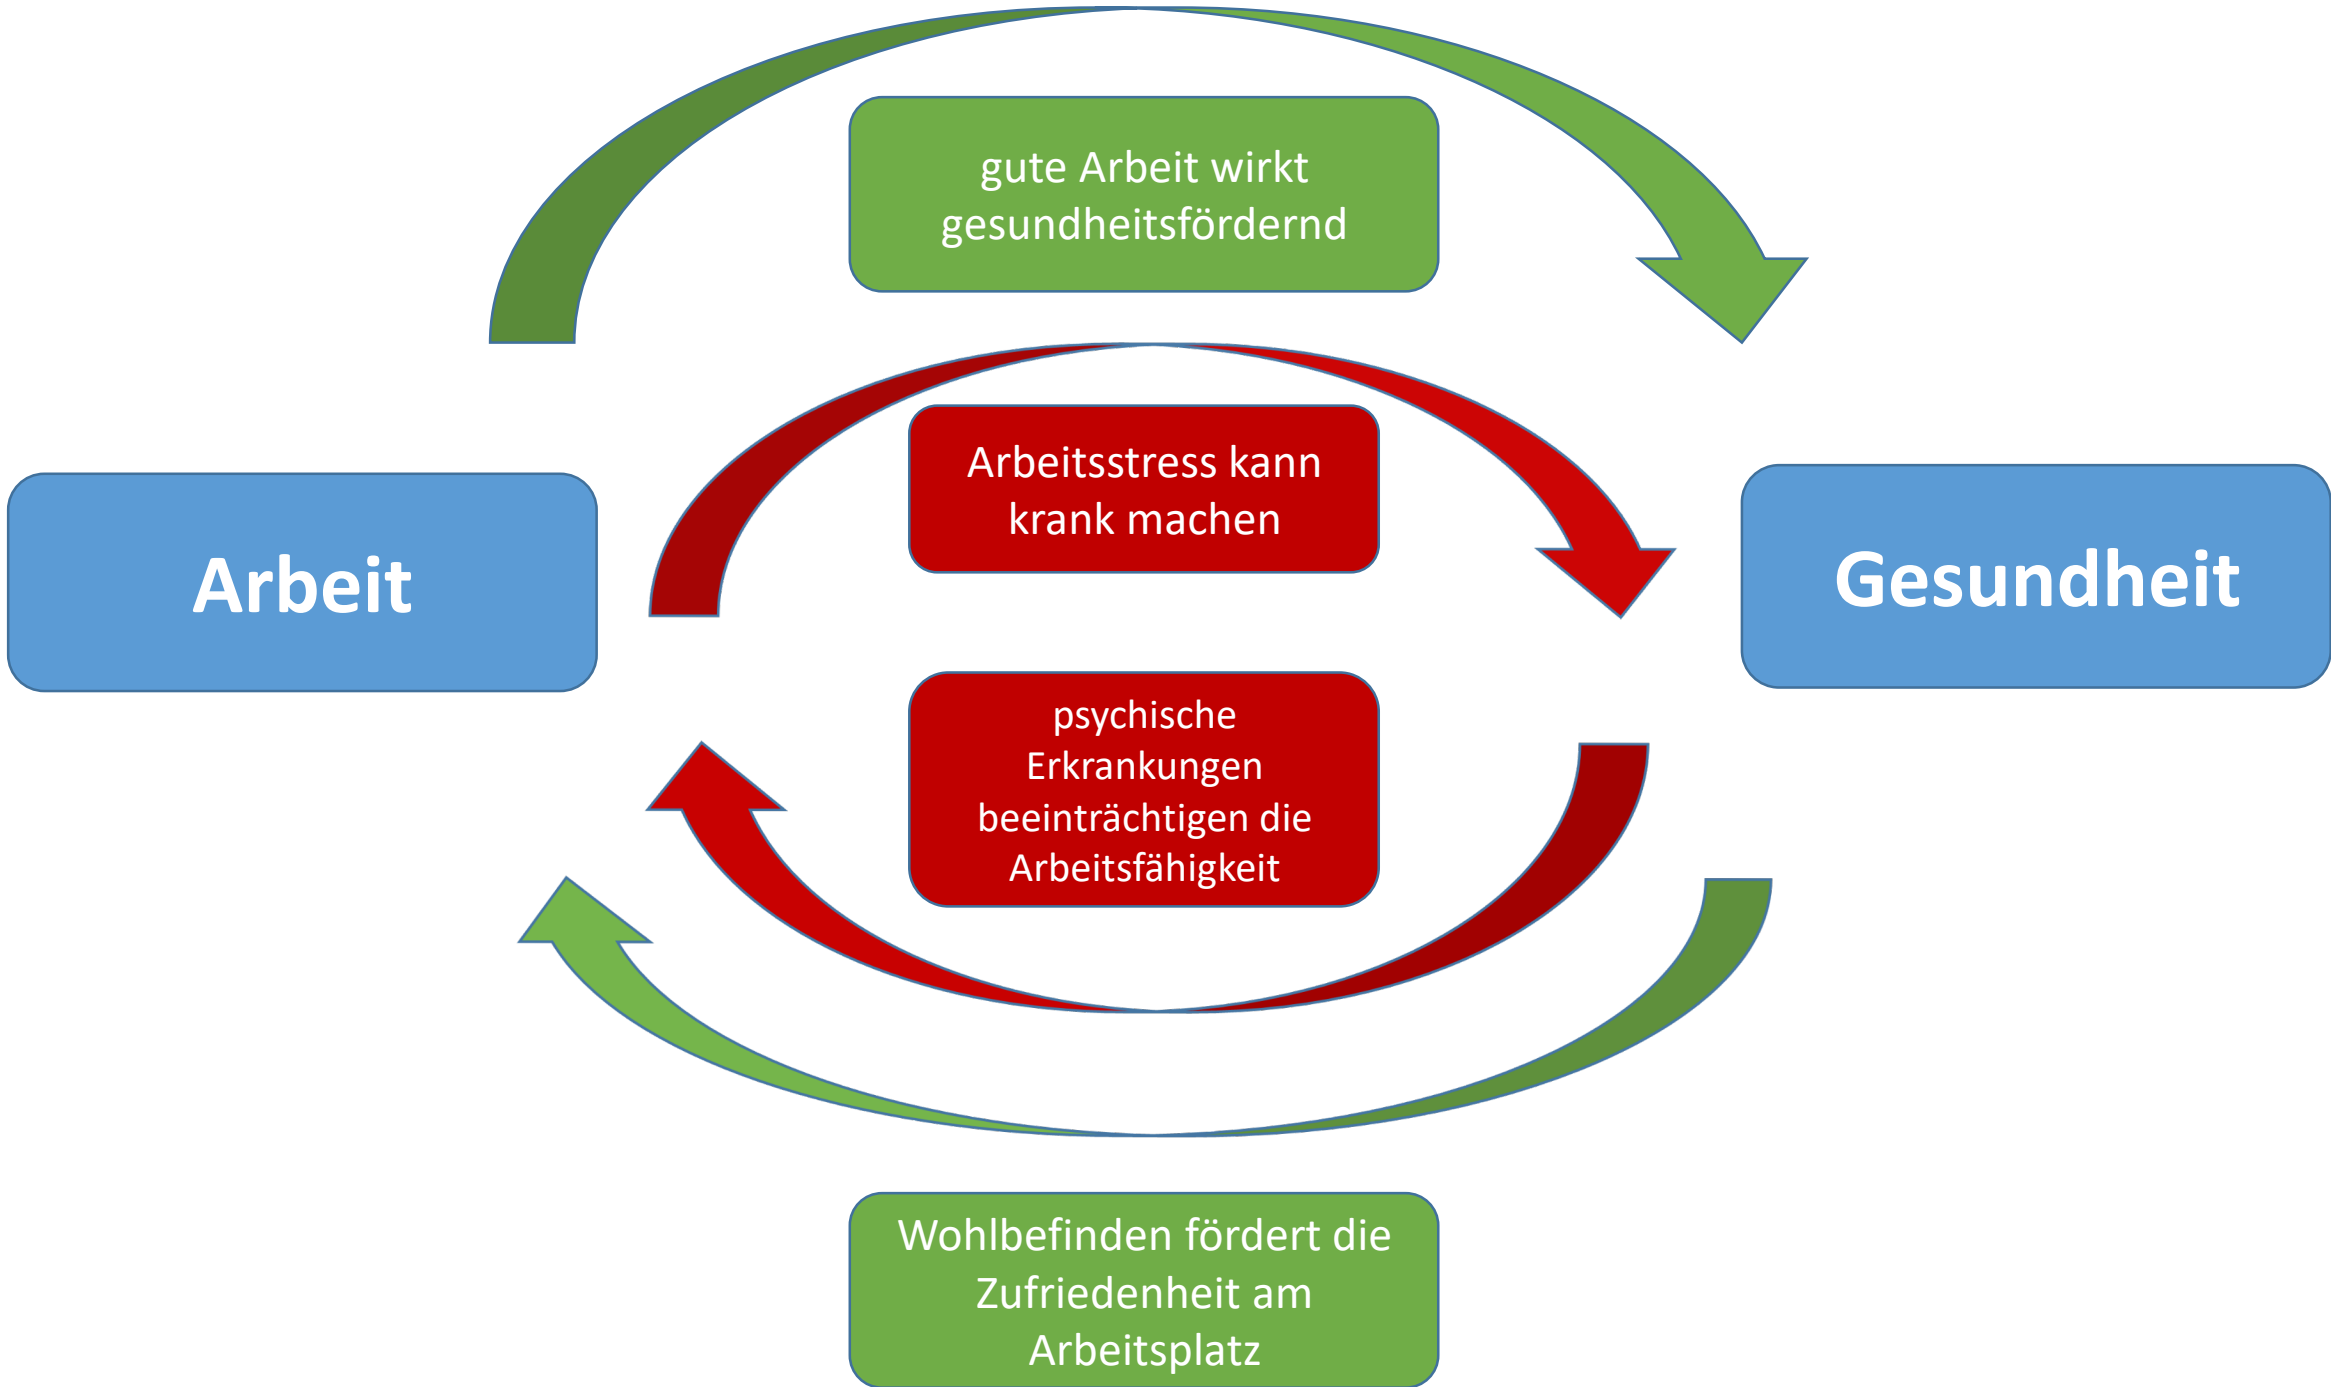 gute Arbeit wirkt
gesundheitsfördernd
Arbeitsstress kann
krank machen
Arbeit
Gesundheit
psychische
Erkrankungen
beeinträchtigen die
Arbeitsfähigkeit
Wohlbefinden fördert die
Zufriedenheit am
Arbeitsplatz